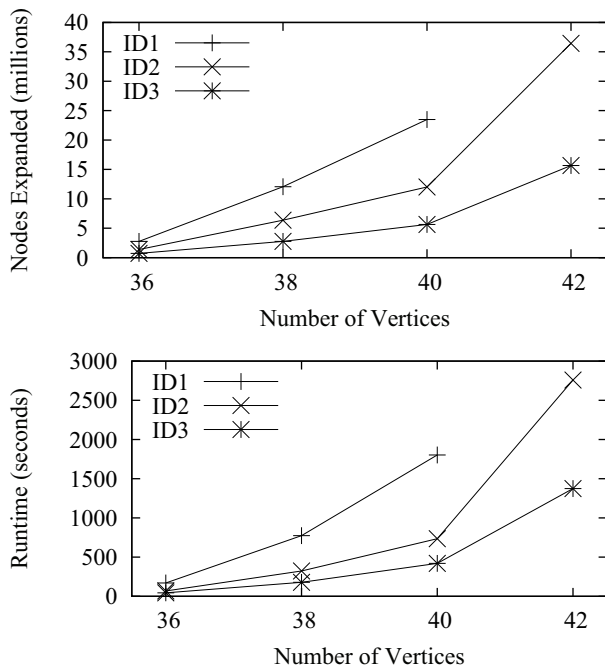 Nodes Expanded (millions)
40
35
30
25
20
15
10
5
0
ID1
ID2
ID3
36
38
40
42
Number of Vertices
Runtime (seconds)
3000
2500
2000
1500
1000
500
0
ID1
ID2
ID3
36
38
40
42
Number of Vertices